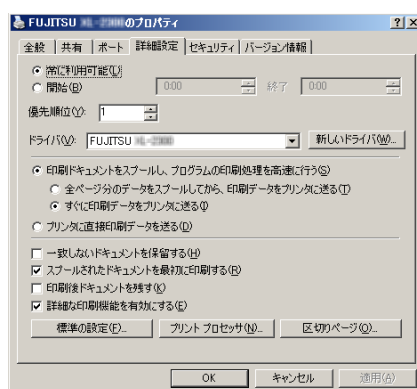 FUJITSU のプロパティ
全般 共有 ポート 詳細設定 セキュリティ バージョン情報
常に利用可能(L)
開始(B) 0:00 終了 0:00
優先順位(Y): 1
ドライバ(V): FUJITSU 新しいドライバ(W)...
印刷ドキュメントをスプールし、プログラムの印刷処理を高速に行う(S)
全ページ分のデータをスプールしてから、印刷データをプリンタに送る(T)
すぐに印刷データをプリンタに送る(I)
プリンタに直接印刷データを送る(D)
一致しないドキュメントを保留する(H)
スプールされたドキュメントを最初に印刷する(R)
印刷後ドキュメントを残す(K)
詳細な印刷機能を有効にする(E)
標準の設定(F)... プリント プロセッサ(N)... 区切りページ(O)...
OK キャンセル 適用(A)